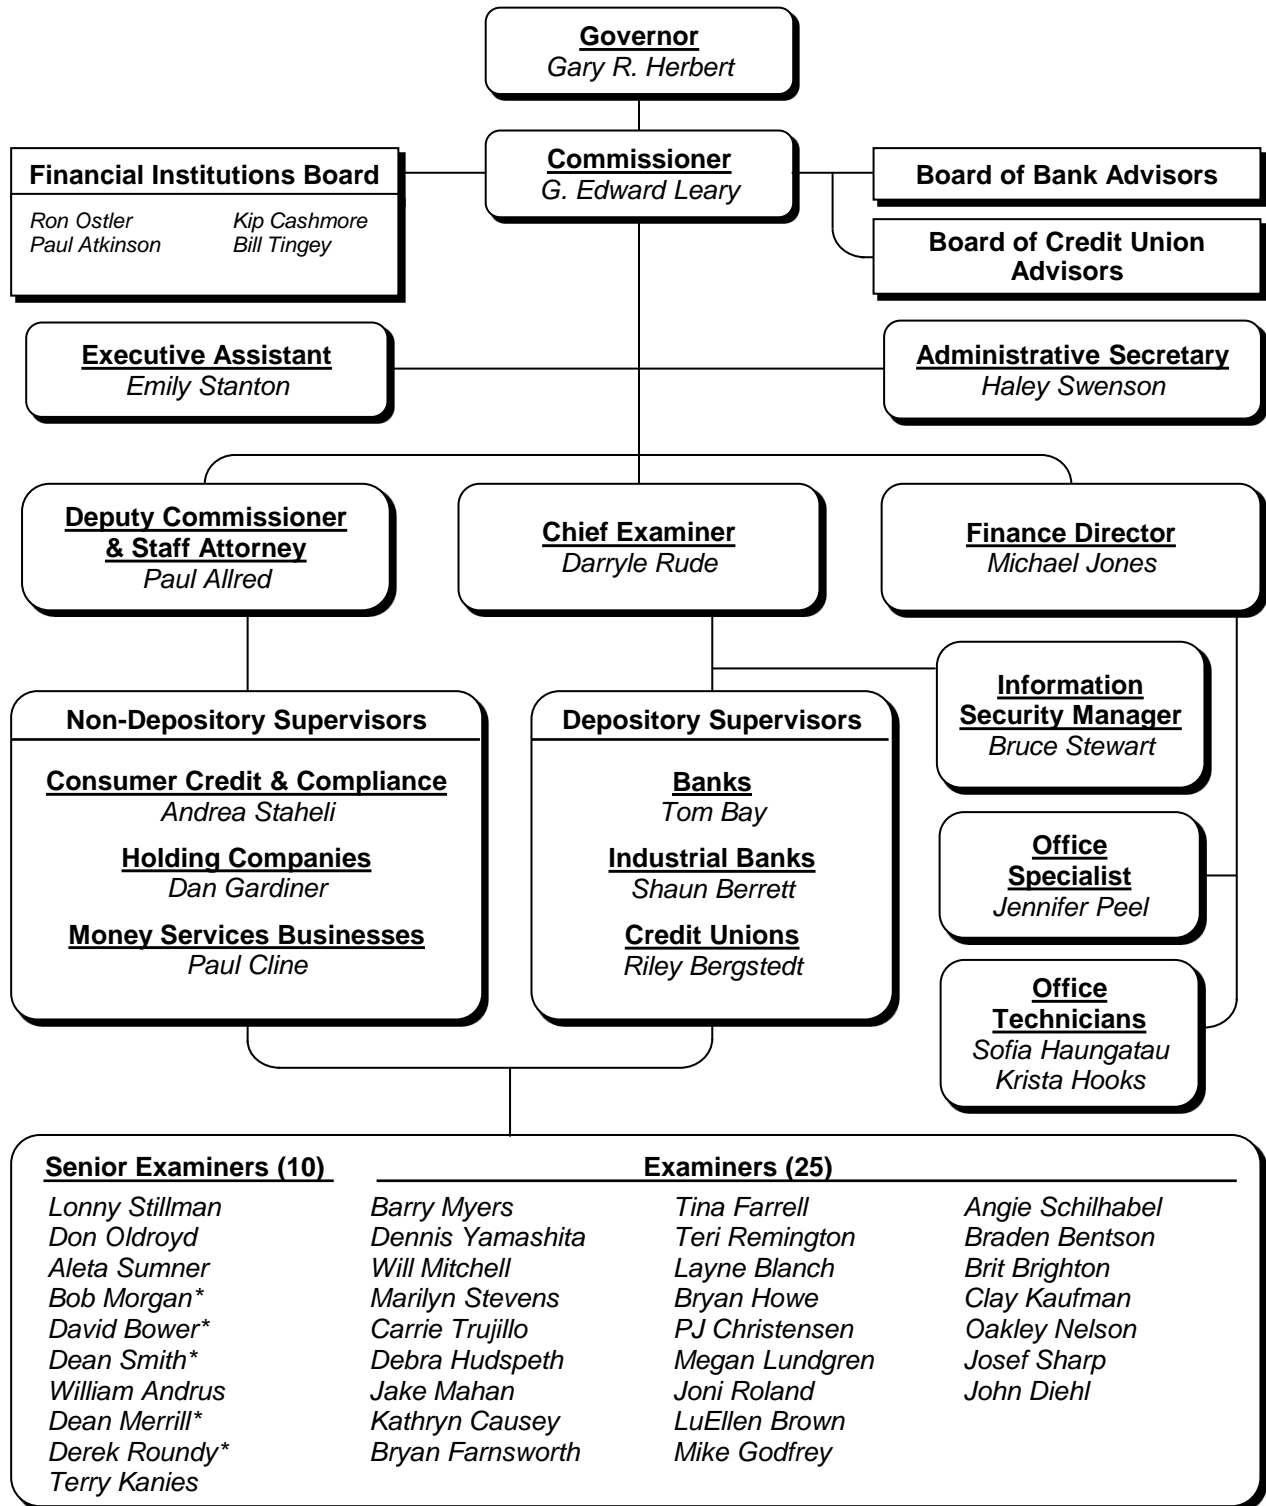 Governor
Gary R. Herbert
Commissioner
G. Edward Leary
Financial Institutions Board
Ron Ostler Kip Cashmore
Paul Atkinson Bill Tingey
Board of Bank Advisors
Board of Credit Union
Advisors
Executive Assistant
Emily Stanton
Administrative Secretary
Haley Swenson
Deputy Commissioner
& Staff Attorney
Paul Allred
Chief Examiner
Darryle Rude
Finance Director
Michael Jones
Information
Security Manager
Bruce Stewart
Non-Depository Supervisors
Consumer Credit & Compliance
Andrea Staheli
Holding Companies
Dan Gardiner
Money Services Businesses
Paul Cline
Depository Supervisors
Banks
Tom Bay
Industrial Banks
Shaun Berrett
Credit Unions
Riley Bergstedt
Office
Specialist
Jennifer Peel
Office
Technicians
Sofia Haungatau
Krista Hooks
Senior Examiners (10)
Lonny Stillman
Don Oldroyd
Aleta Sumner
Bob Morgan*
David Bower*
Dean Smith*
William Andrus
Dean Merrill*
Derek Roundy*
Terry Kanies
Examiners (25)
Barry Myers
Dennis Yamashita
Will Mitchell
Marilyn Stevens
Carrie Trujillo
Debra Hudspeth
Jake Mahan
Kathryn Causey
Bryan Farnsworth
Tina Farrell
Teri Remington
Layne Blanch
Bryan Howe
PJ Christensen
Megan Lundgren
Joni Roland
LuEllen Brown
Mike Godfrey
Angie Schilhabel
Braden Bentson
Brit Brighton
Clay Kaufman
Oakley Nelson
Josef Sharp
John Diehl